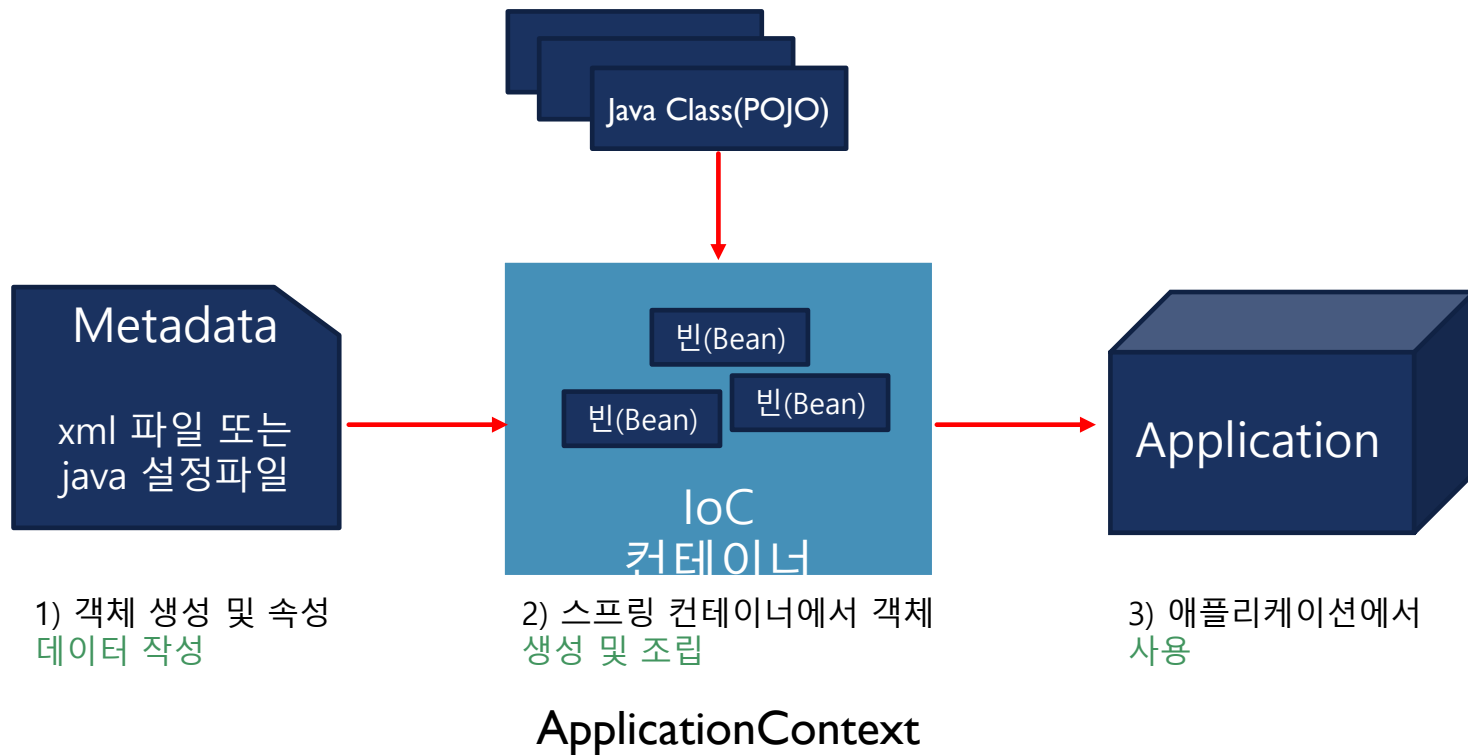 Java Class(POJO)
Metadata
xml 파일 또는
java 설정파일
빈(Bean)
빈(Bean)
빈(Bean)
IoC
컨테이너
Application
1) 객체 생성 및 속성
데이터 작성
2) 스프링 컨테이너에서 객체
생성 및 조립
3) 애플리케이션에서
사용
ApplicationContext